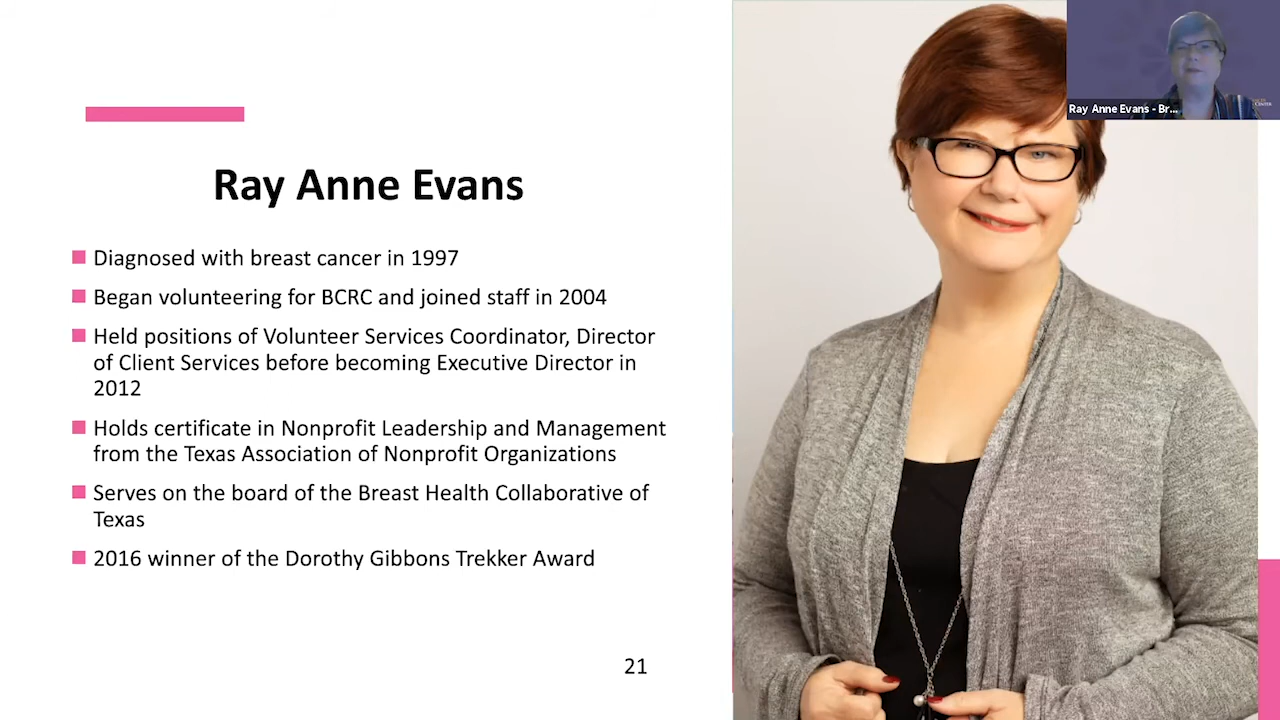 Ray Anne Evans - Br...
CENTER
Ray Anne Evans
Diagnosed with breast cancer in 1997
Began volunteering for BCRC and joined staff in 2004
Held positions of Volunteer Services Coordinator, Director
of Client Services before becoming Executive Director in
2012
Holds certificate in Nonprofit Leadership and Management
from the Texas Association of Nonprofit Organizations
Serves on the board of the Breast Health Collaborative of
Texas
2016 winner of the Dorothy Gibbons Trekker Award
21